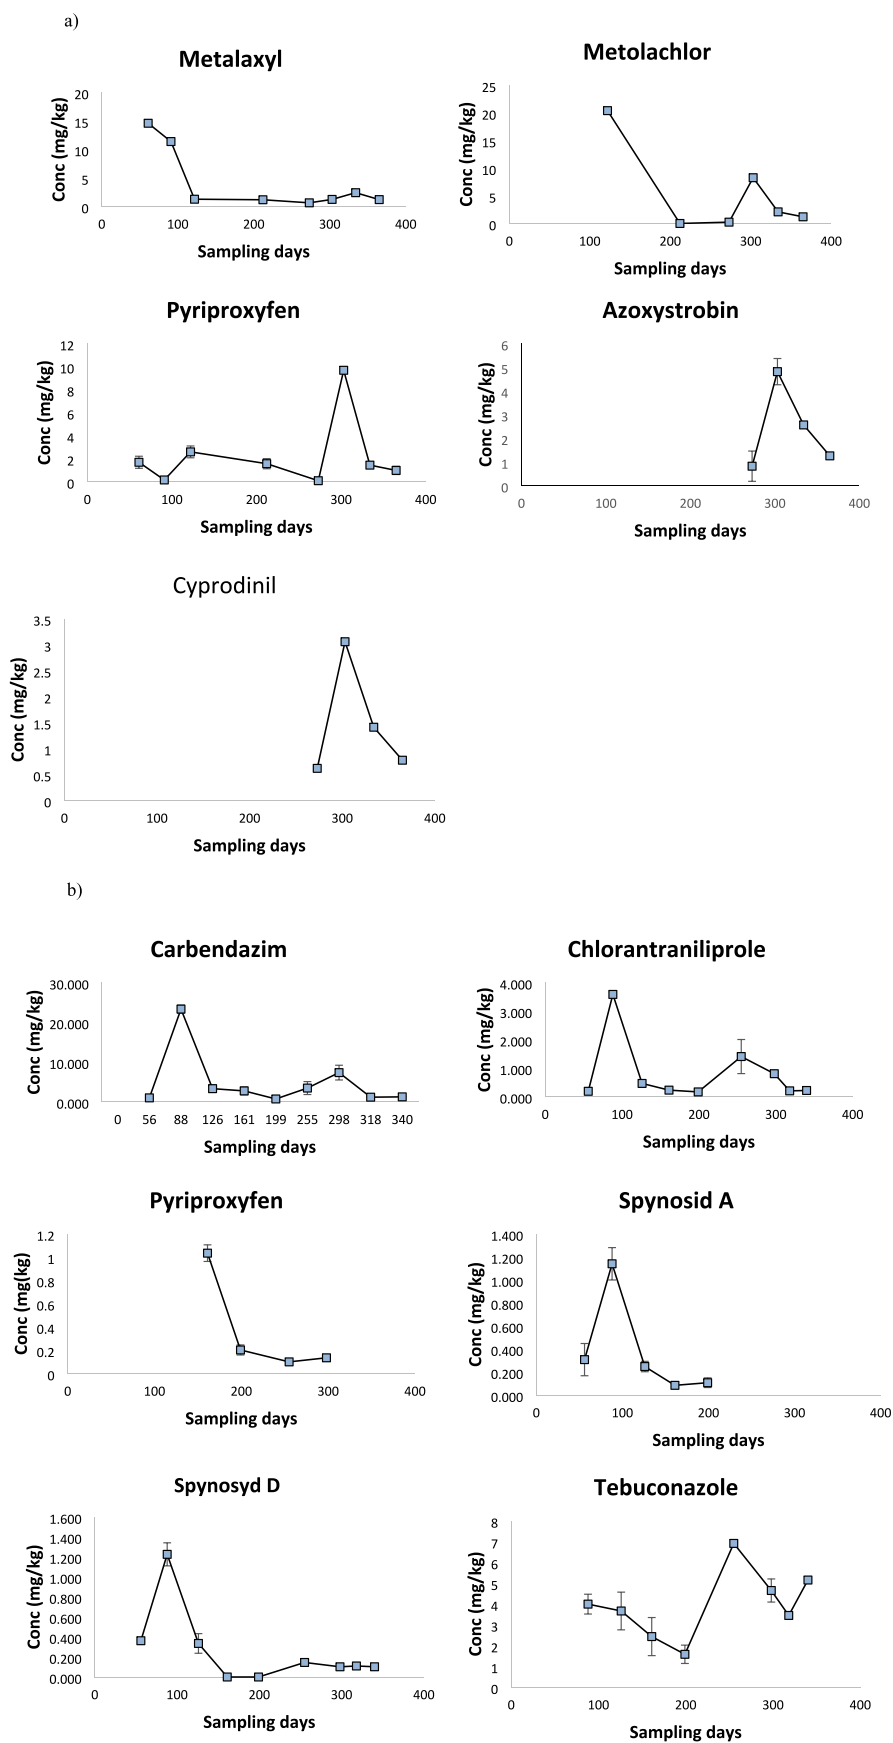 a)
Metalaxyl
Conc (mg/kg)
20
15
10
5
0
0 100 200 300 400
Sampling days
Metolachlor
Conc (mg/kg)
25
20
15
10
5
0
0 100 200 300 400
Sampling days
Pyriproxyfen
Conc (mg/kg)
12
10
8
6
4
2
0
0 100 200 300 400
Sampling days
Azoxystrobin
Conc (mg/kg)
6
5
4
3
2
1
0
0 100 200 300 400
Sampling days
Cyprodinil
Conc (mg/kg)
3.5
3
2.5
2
1.5
1
0.5
0
0 100 200 300 400
Sampling days
b)
Carbendazim
Conc (mg/kg)
30.000
20.000
10.000
0.000
0 56 88 126 161 199 255 298 318 340
Sampling days
Chlorantraniliprole
Conc (mg/kg)
4.000
3.000
2.000
1.000
0.000
0 100 200 300 400
Sampling days
Pyriproxyfen
Conc (mg(kg)
1.2
1
0.8
0.6
0.4
0.2
0
0 100 200 300 400
Sampling days
Spynosid A
Conc (mg/kg)
1.400
1.200
1.000
0.800
0.600
0.400
0.200
0.000
0 100 200 300 400
Sampling days
Spynosyd D
Conc (mg/kg)
1.600
1.400
1.200
1.000
0.800
0.600
0.400
0.200
0.000
0 100 200 300 400
Sampling days
Tebuconazole
Conc (mg/kg)
8
7
6
5
4
3
2
1
0
0 100 200 300 400
Sampling days